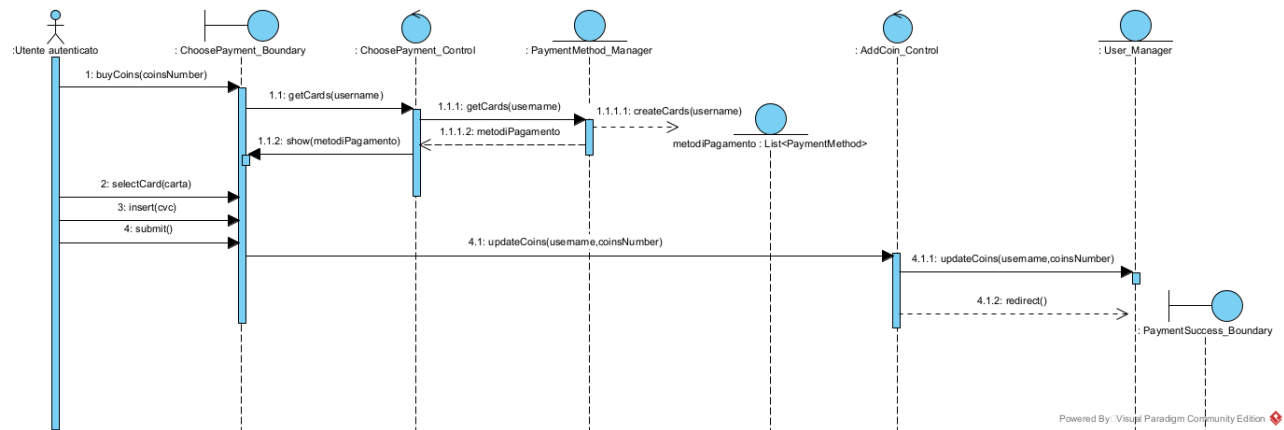 :Utente autenticato
: ChoosePayment_Boundary
: ChoosePayment_Control
: PaymentMethod_Manager
: AddCoin_Control
: User_Manager
1: buyCoins(coinsNumber)
1.1: getCards(username)
1.1.1: getCards(username)
1.1.1.1: createCards(username)
1.1.1.2: metodiPagamento
metodiPagamento : List<PaymentMethod>
1.1.2: show(metodiPagamento)
2: selectCard(carta)
3: insert(cvc)
4: submit()
4.1: updateCoins(username,coinsNumber)
4.1.1: updateCoins(username,coinsNumber)
4.1.2: redirect()
: PaymentSuccess_Boundary
Powered By Visual Paradigm Community Edition